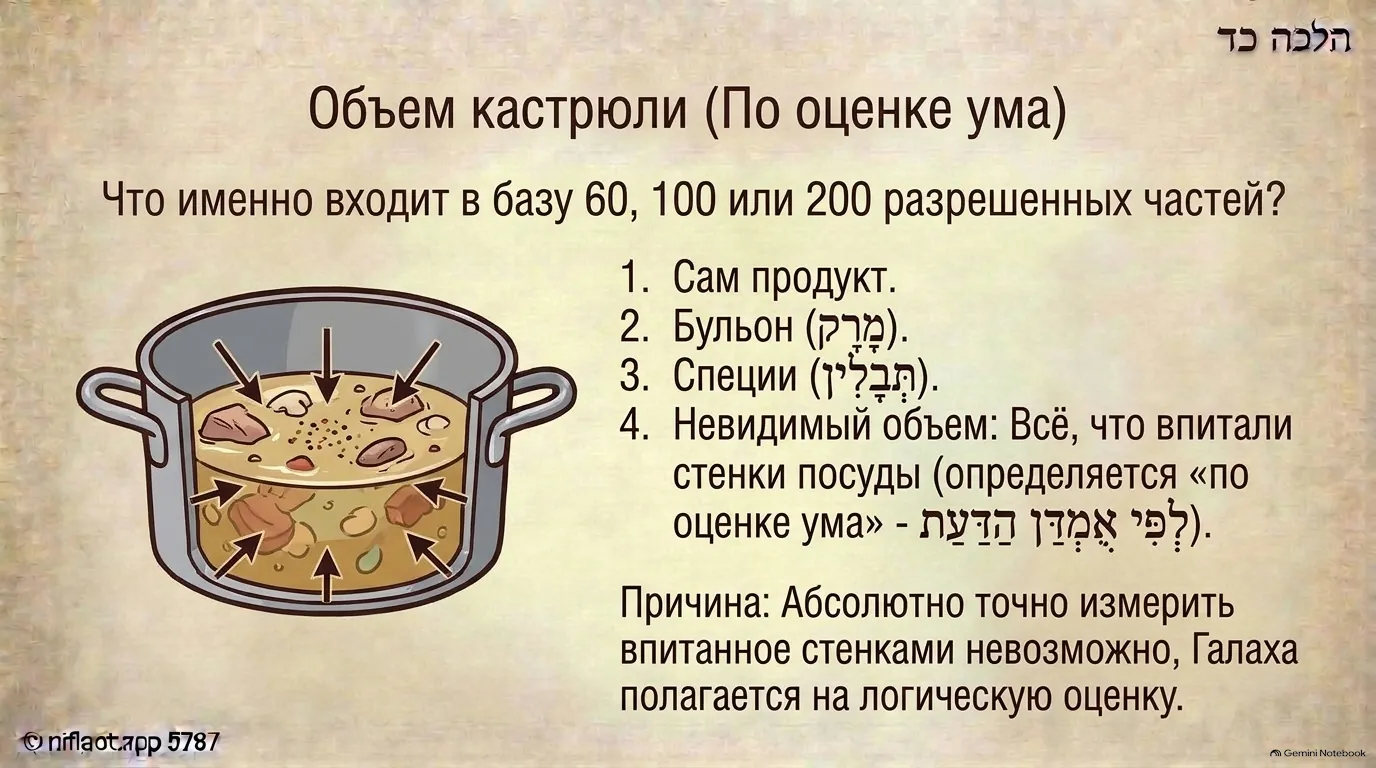 הלכה כד
Объем кастрюли (По оценке ума)
Что именно входит в базу 60, 100 или 200 разрешенных частей?
1. Сам продукт.
2. Бульон (מָרָק).
3. Специи (תְּבָלִין).
4. Невидимый объем: Всё, что впитали
стенки посуды (определяется «по
оценке ума» - לְפִּי אֻמְדַּן הַדַּעַת).
Причина: Абсолютно точно измерить
впитанное стенками невозможно, Галаха
полагается на логическую оценку.
© niflaot.app 5787
Gemini Notebook